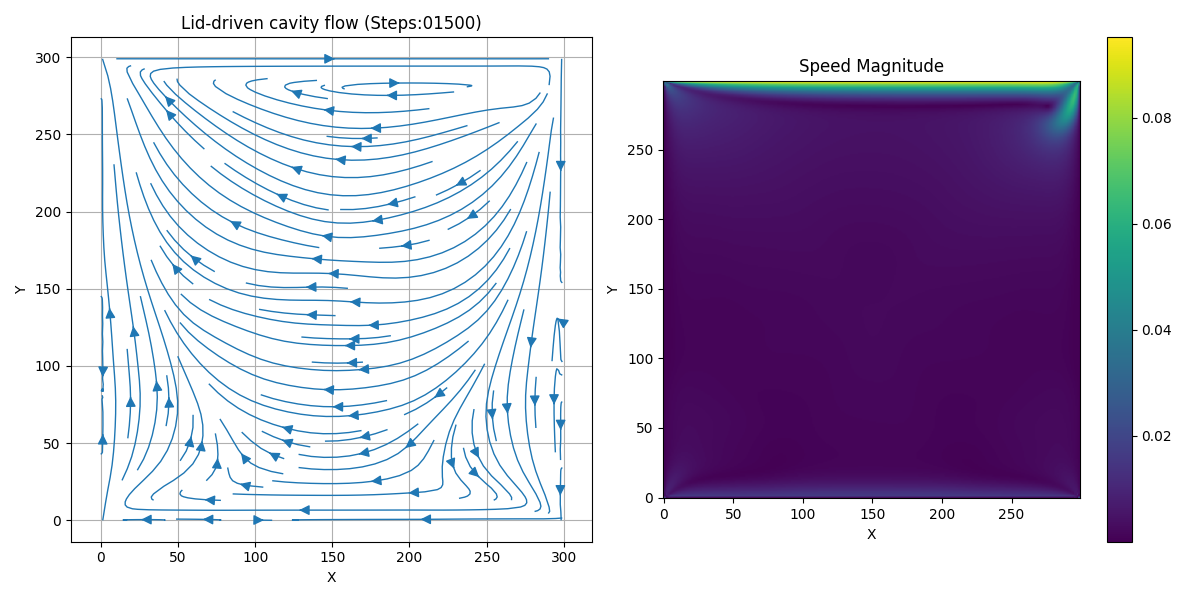 Lid-driven cavity flow (Steps:01500)
300
250
200
150
100
50
0
Y
0 50 100 150 200 250 300
X
Speed Magnitude
250
200
150
100
50
0
Y
0 50 100 150 200 250
X
0.08
0.06
0.04
0.02